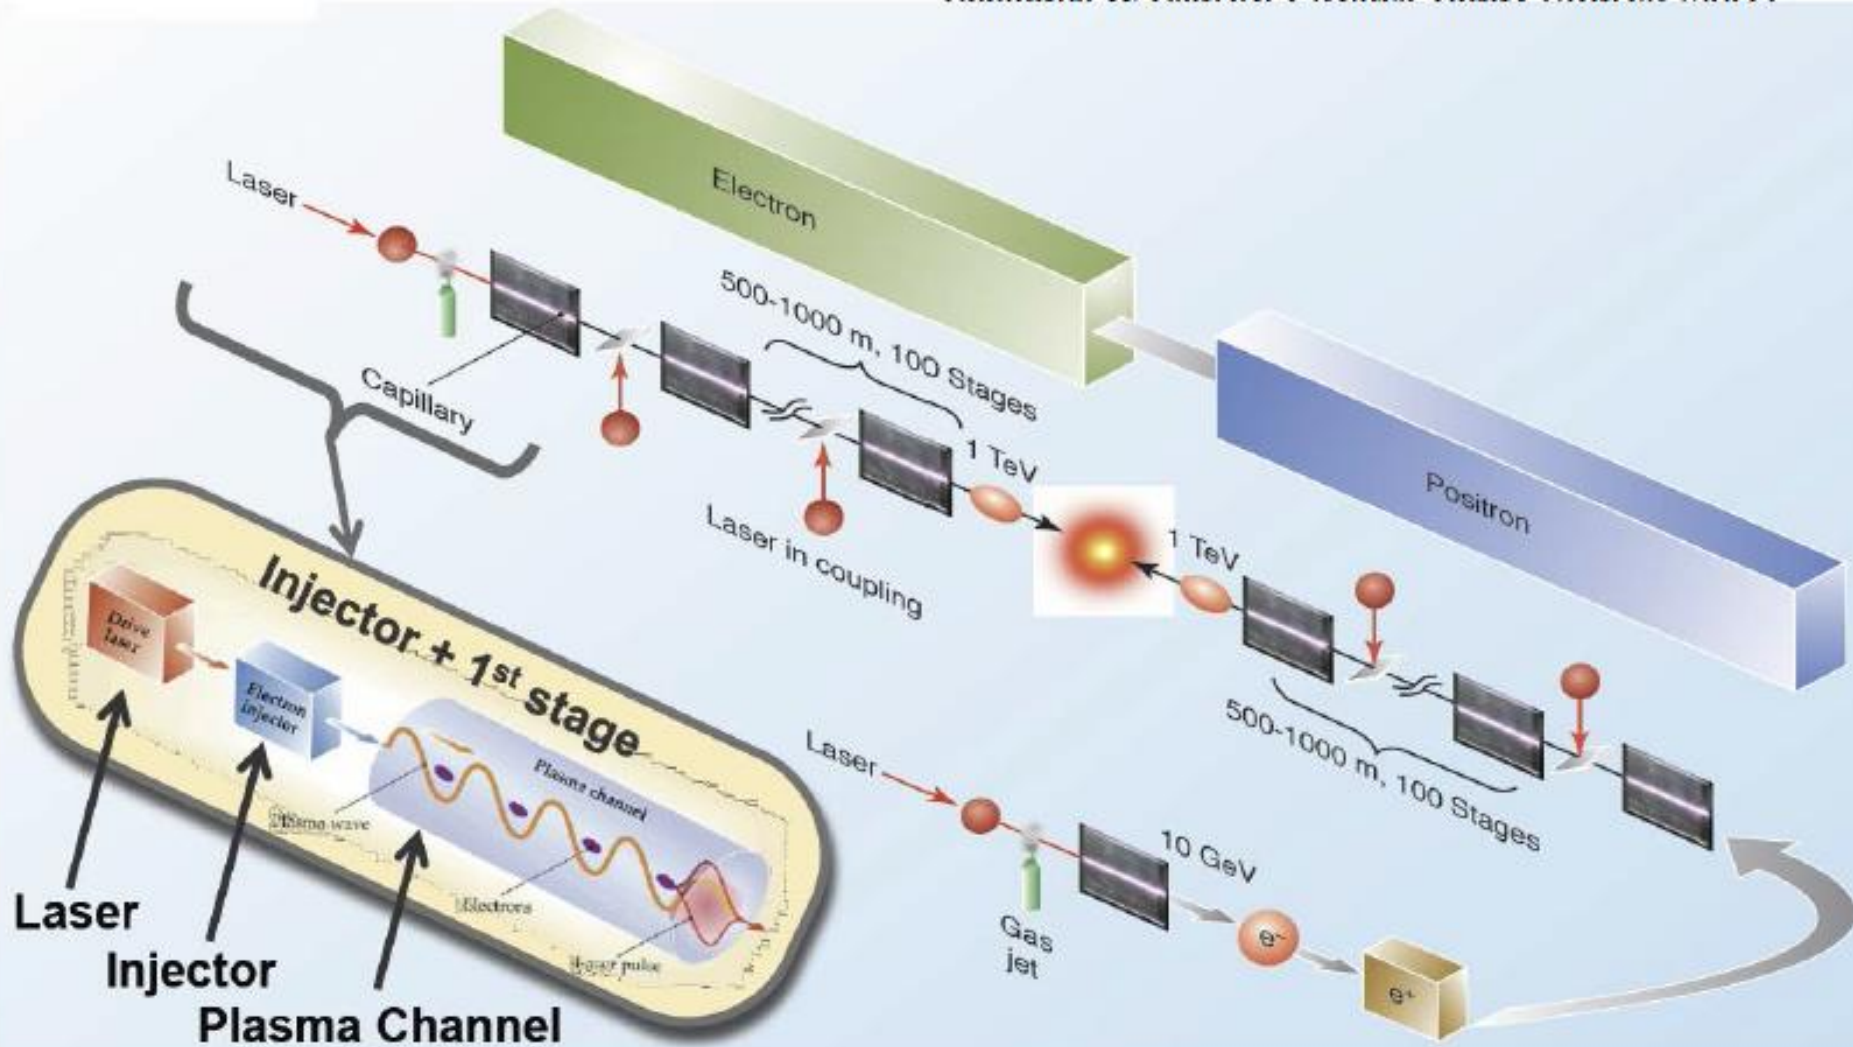 Laser
Electron
500-1000 m, 100 Stages
Capillary
1 TeV
Laser in coupling
1 TeV
Positron
500-1000 m, 100 Stages
Injector + 1st stage
Drive
laser
Electron
injector
Plasma channel
Plasma wave
Electrons
Laser pulse
Laser
Injector
Plasma Channel
Laser
10 GeV
Gas
jet
e-
e+